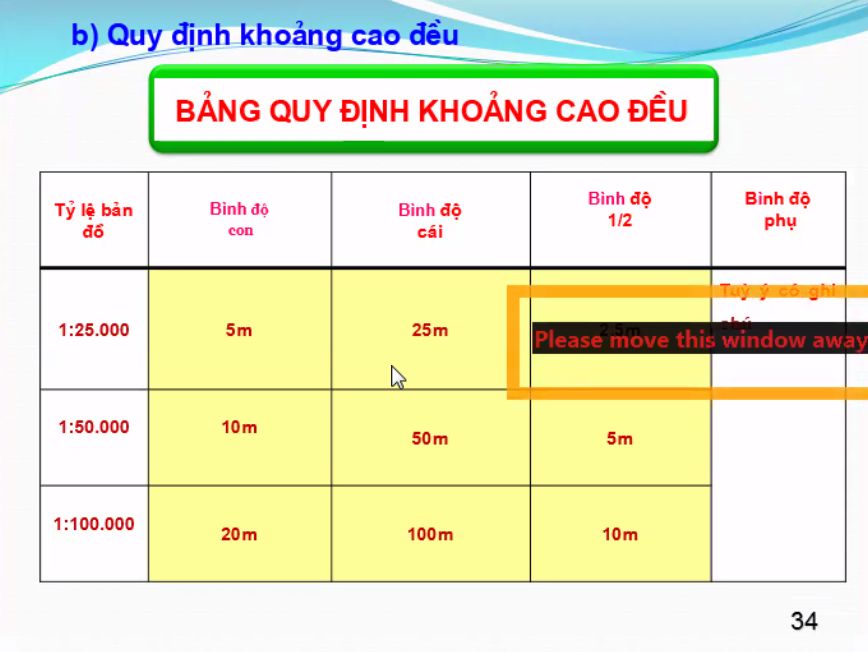 b) Quy định khoảng cao đều
BẢNG QUY ĐỊNH KHOẢNG CAO ĐỀU
Tỷ lệ bản
đồ
Bình độ
con
Bình độ
cái
Bình độ
1/2
Bình độ
phụ
1:25.000
5m
25m
2.5m
Tuỳ ý có ghi
chú
Please move this window away
1:50.000
10m
50m
5m
1:100.000
20m
100m
10m
34